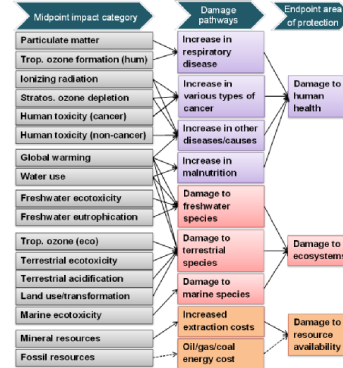 Midpoint impact category
Damage
pathways
Endpoint area
of protection
Particulate matter
Trop. ozone formation (hum)
Ionizing radiation
Stratos. ozone depletion
Human toxicity (cancer)
Human toxicity (non-cancer)
Global warming
Water use
Freshwater ecotoxicity
Freshwater eutrophication
Trop. ozone (eco)
Terrestrial ecotoxicity
Terrestrial acidification
Land use/transformation
Marine ecotoxicity
Mineral resources
Fossil resources
Increase in
respiratory
disease
Increase in
various types of
cancer
Increase in other
diseases/causes
Increase in
malnutrition
Damage to
freshwater
species
Damage to
terrestrial
species
Damage to
marine species
Increased
extraction costs
Oil/gas/coal
energy cost
Damage to
human
health
Damage to
ecosystems
Damage to
resource
availability